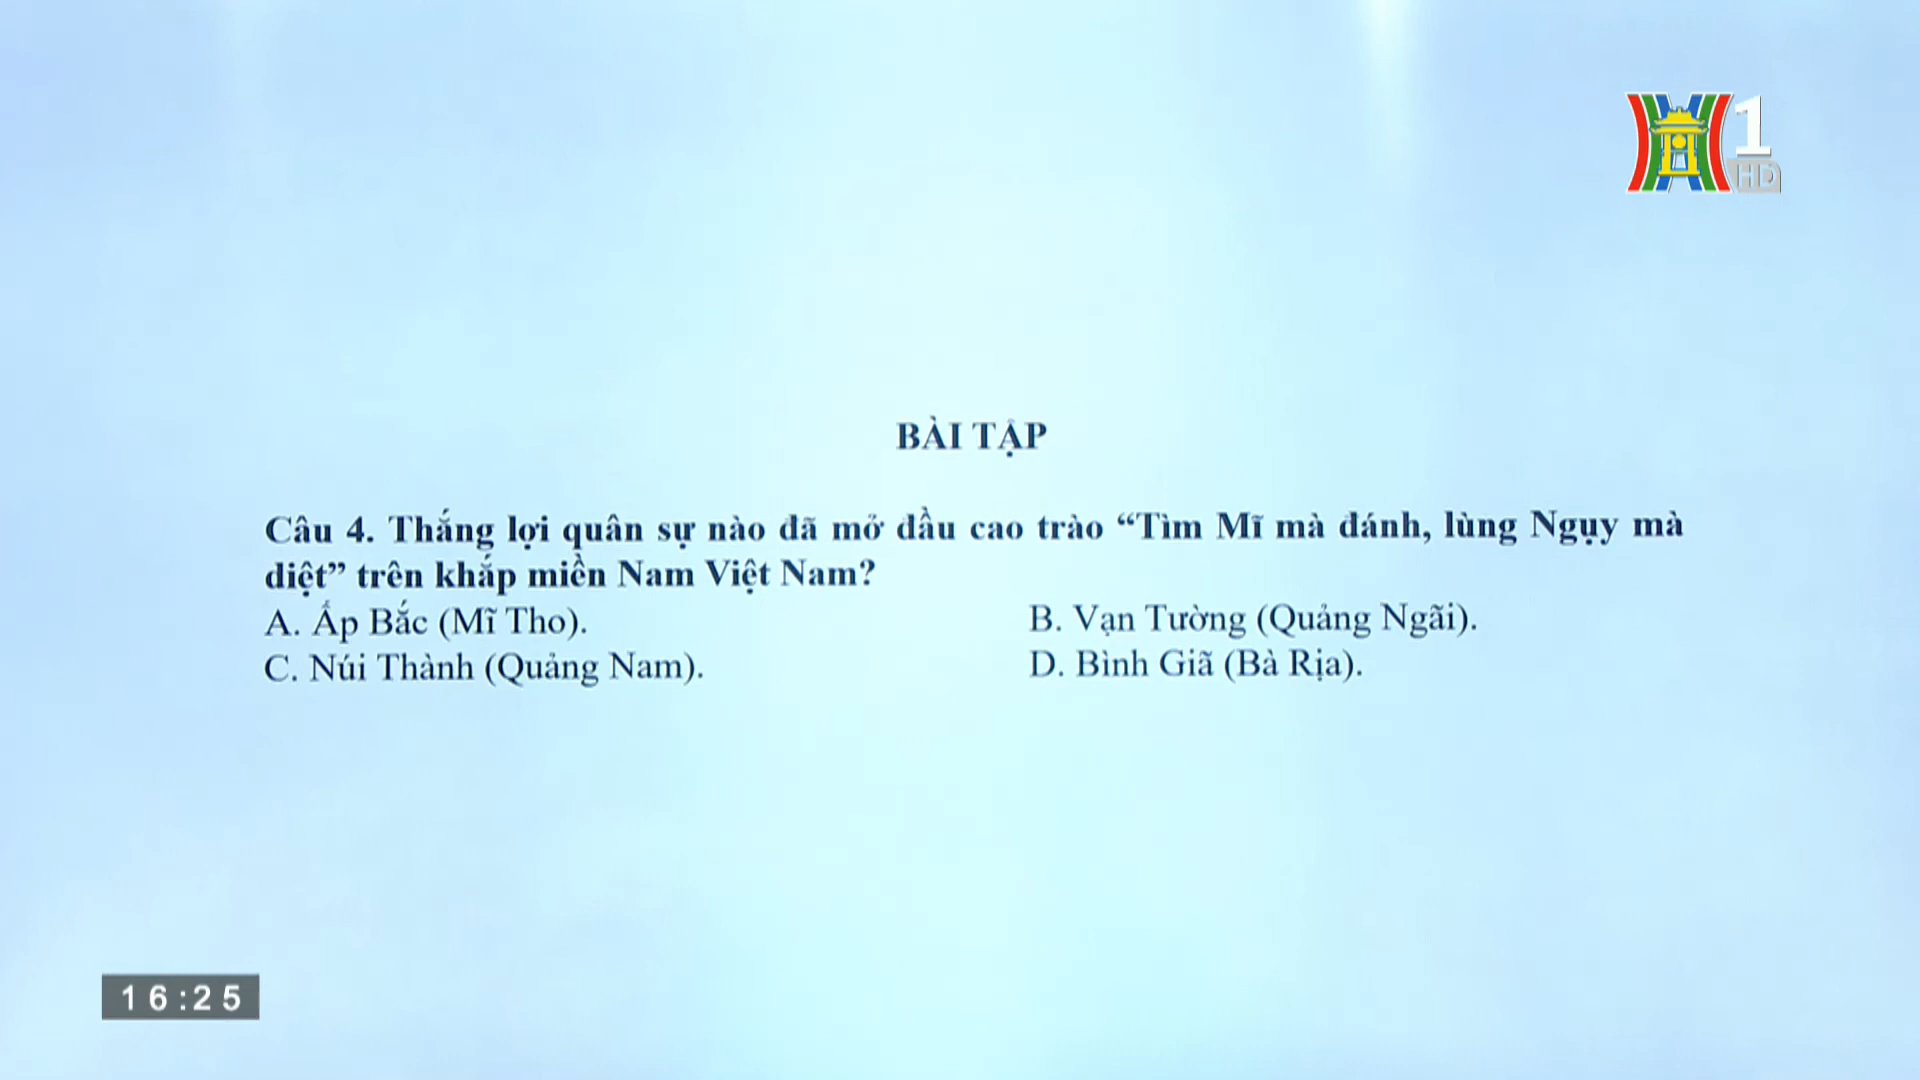 1
HD
BÀI TẬP
Câu 4. Thắng lợi quân sự nào đã mở đầu cao trào “Tìm Mĩ mà đánh, lùng Ngụy mà
diệt” trên khắp miền Nam Việt Nam?
A. Ấp Bắc (Mĩ Tho). B. Vạn Tường (Quảng Ngãi).
C. Núi Thành (Quảng Nam). D. Bình Giã (Bà Rịa).
16:25